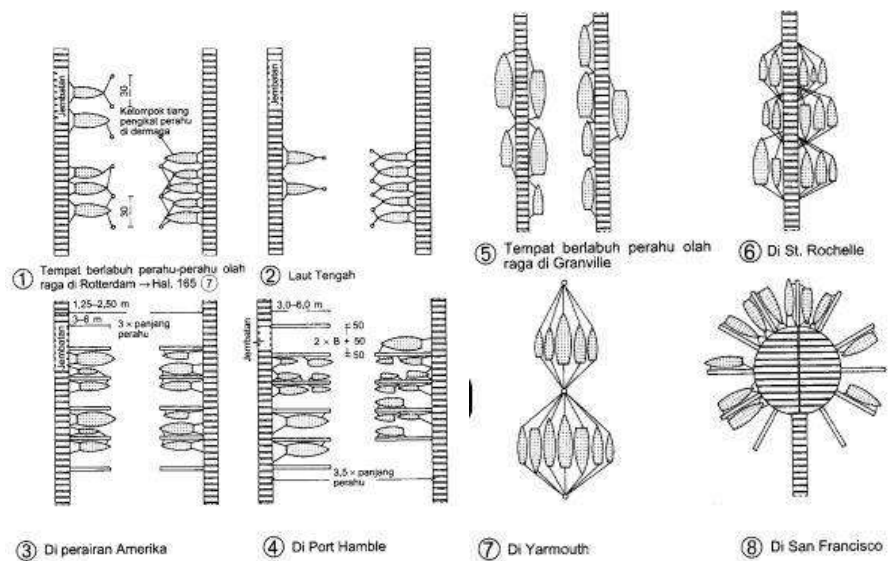 Jembatan
30
Kelompok tiang
pengikat perahu
di dermaga
30
① Tempat berlabuh perahu-perahu olah
raga di Rotterdam → Hal. 165 ⑦
Jembatan
② Laut Tengah
⑤ Tempat berlabuh perahu olah
raga di Granville
⑥ Di St. Rochelle
1,25–2,50 m
3–6 m
3 × panjang
perahu
Jembatan
③ Di perairan Amerika
3,0–6,0 m
50
2 × B + 50
50
Jembatan
3,5 × panjang
perahu
④ Di Port Hamble
⑦ Di Yarmouth
⑧ Di San Francisco